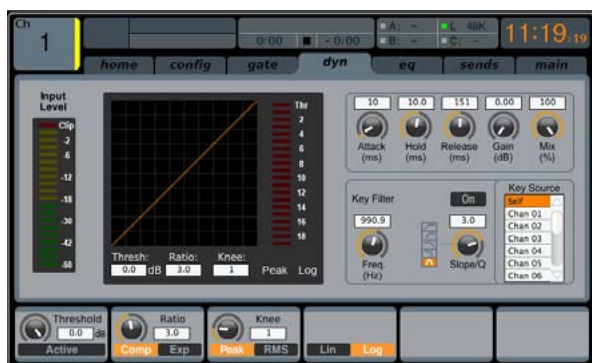 Ch
1
0:00 - 0:00
A: -
B: -
L 48K
C: -
11:19:19
home config gate dyn eq sends main
Input
Level
Clip
-3
-6
-12
-18
-30
-42
-60
Thr
2
4
6
8
10
12
14
16
18
Thresh: Ratio: Knee:
0.0 dB 3.0 1 Peak Log
10 10.0 151 0.00 100
Attack
(ms)
Hold
(ms)
Release
(ms)
Gain
(dB)
Mix
(%)
Key Filter On
990.9 3.0
Freq.
(Hz)
Slope/Q
Key Source
Self
Chan 01
Chan 02
Chan 03
Chan 04
Chan 05
Chan 06
Threshold
0.0 dB
Active
Ratio
3.0
Comp Exp
Knee
1
Peak RMS
Lin Log